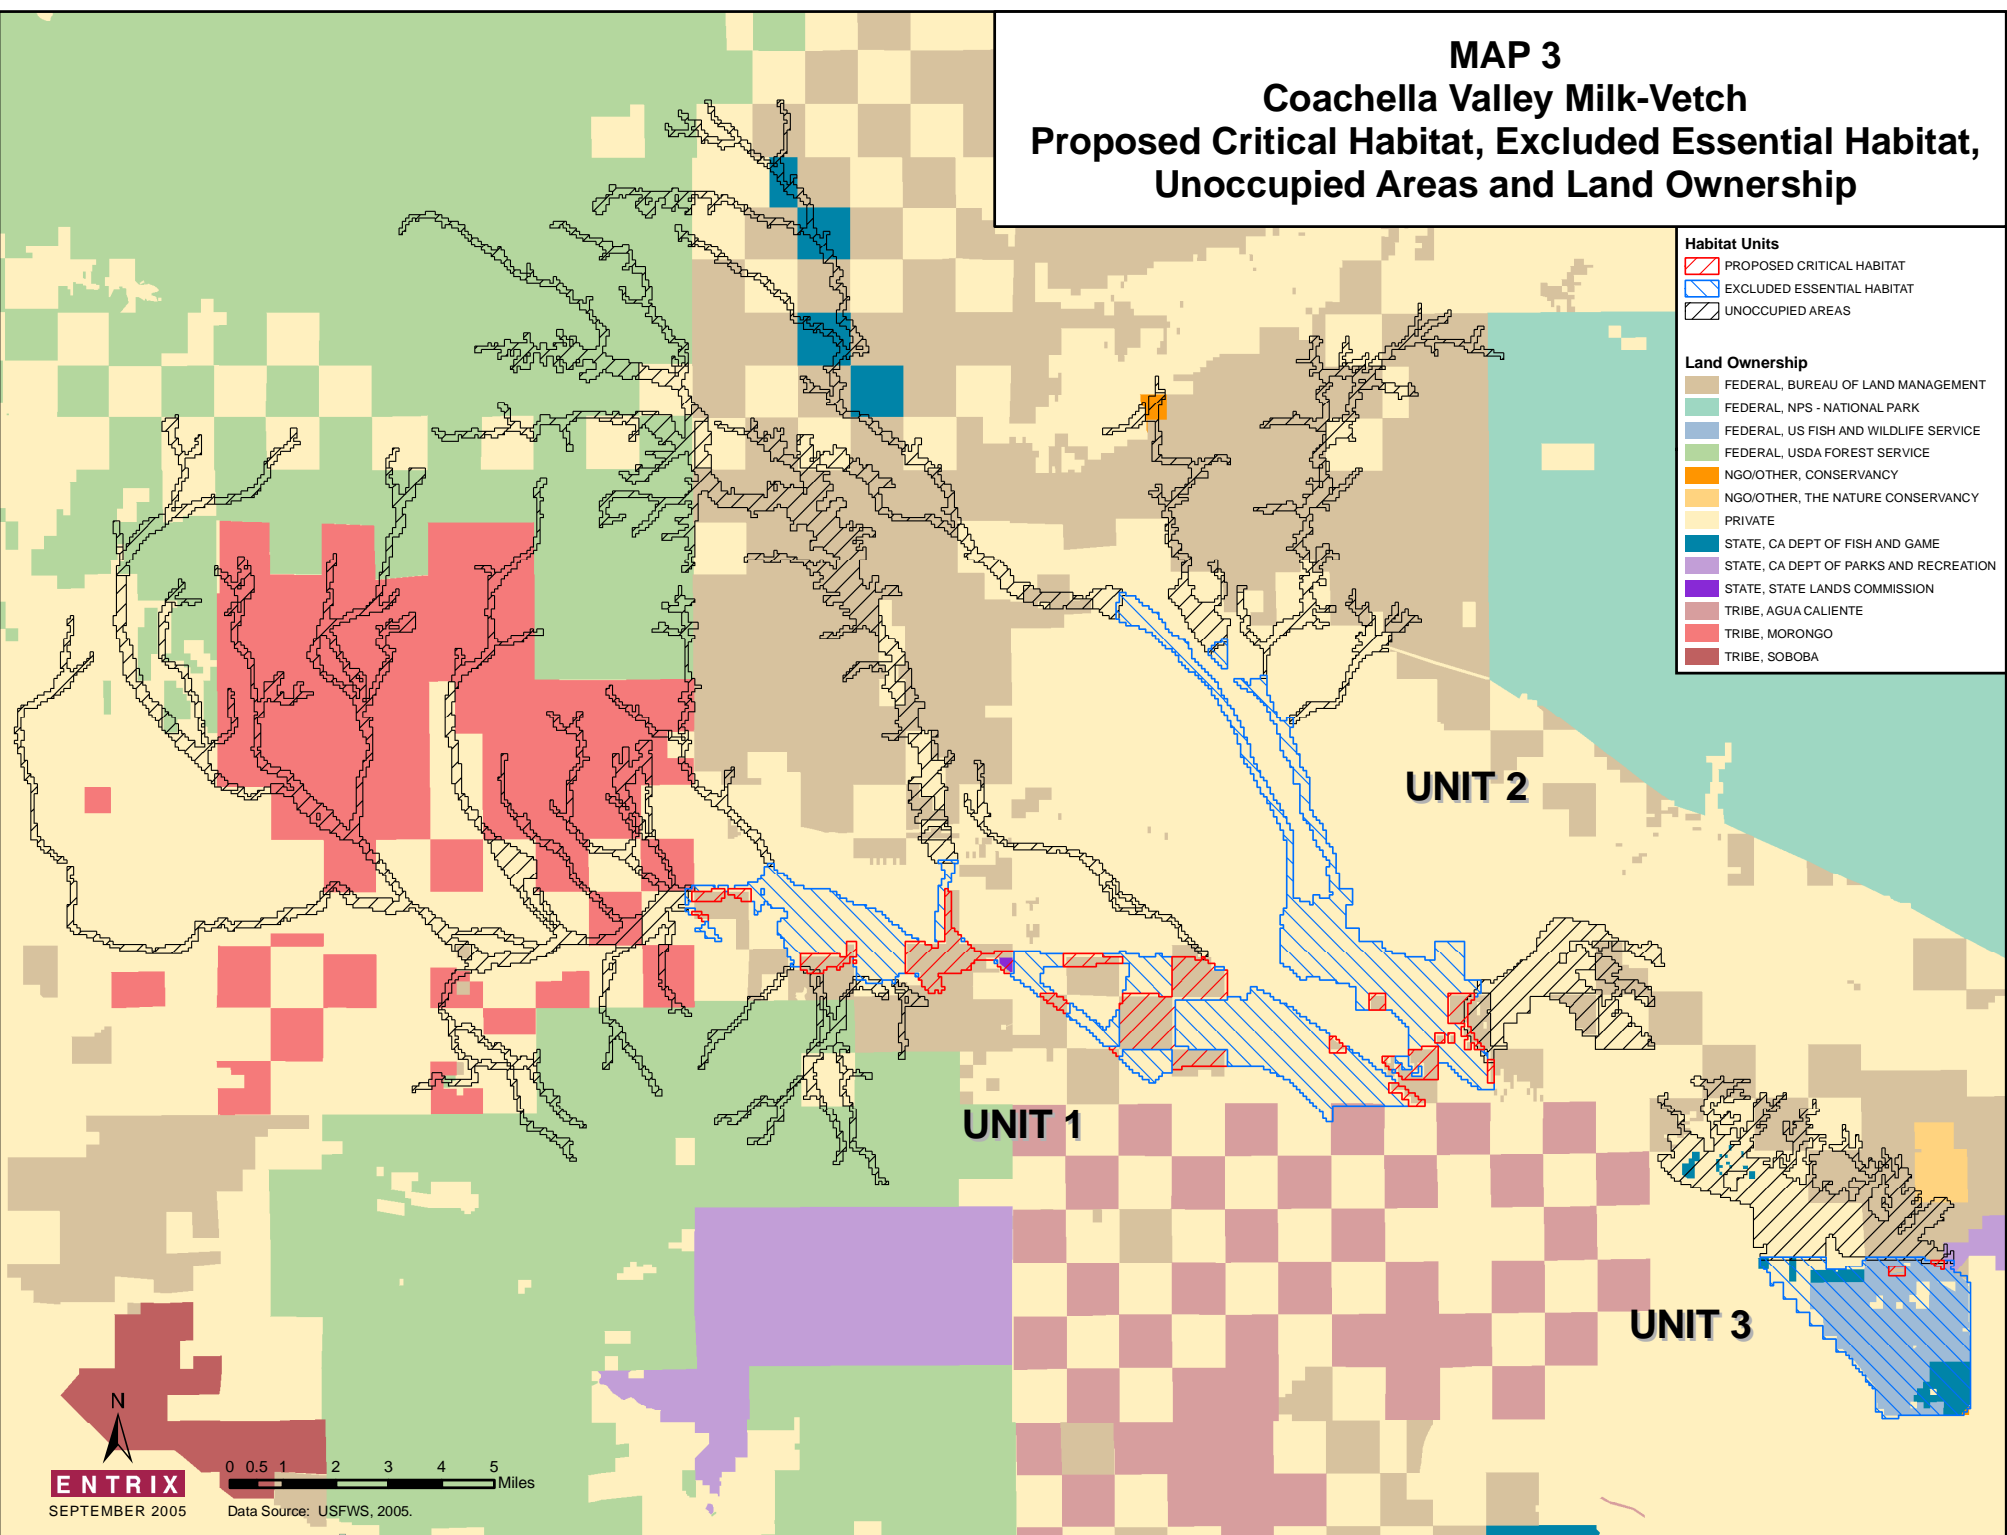 MAP 3
Coachella Valley Milk-Vetch
Proposed Critical Habitat, Excluded Essential Habitat,
Unoccupied Areas and Land Ownership
Habitat Units
PROPOSED CRITICAL HABITAT
EXCLUDED ESSENTIAL HABITAT
UNOCCUPIED AREAS
Land Ownership
FEDERAL, BUREAU OF LAND MANAGEMENT
FEDERAL, NPS - NATIONAL PARK
FEDERAL, US FISH AND WILDLIFE SERVICE
FEDERAL, USDA FOREST SERVICE
NGO/OTHER, CONSERVANCY
NGO/OTHER, THE NATURE CONSERVANCY
PRIVATE
STATE, CA DEPT OF FISH AND GAME
STATE, CA DEPT OF PARKS AND RECREATION
STATE, STATE LANDS COMMISSION
TRIBE, AGUA CALIENTE
TRIBE, MORONGO
TRIBE, SOBOBA
UNIT 2
UNIT 1
UNIT 3
N
ENTRIX
SEPTEMBER 2005
0 0.5 1 2 3 4 5
Miles
Data Source: USFWS, 2005.